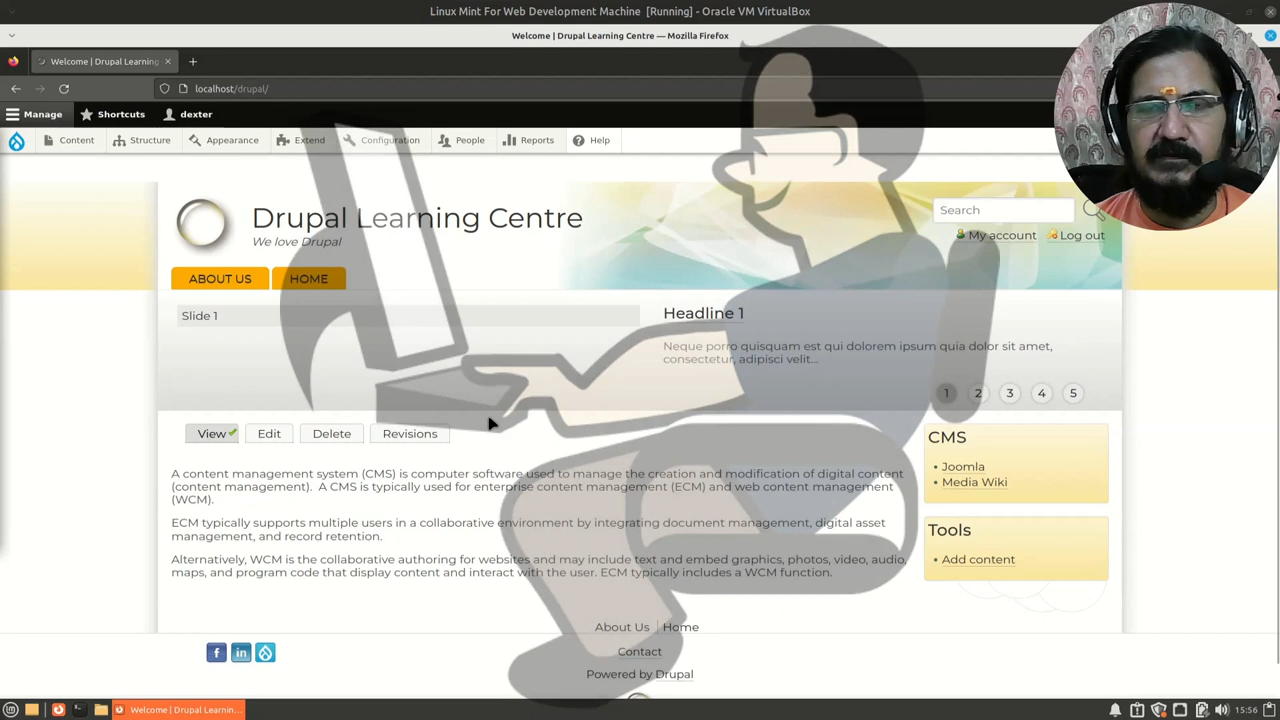 Linux Mint For Web Development Machine [Running] - Oracle VM VirtualBox
Welcome | Drupal Learning Centre — Mozilla Firefox
Welcome | Drupal Learning
localhost/drupal/
Manage Shortcuts dexter
Content Structure Appearance Extend Configuration People Reports Help
Drupal Learning Centre
We love Drupal
Search
My account Log out
ABOUT US HOME
Slide 1
Headline 1
Neque porro quisquam est qui dolorem ipsum quia dolor sit amet,
consectetur, adipisci velit...
1 2 3 4 5
View Edit Delete Revisions
A content management system (CMS) is computer software used to manage the creation and modification of digital content
(content management).  A CMS is typically used for enterprise content management (ECM) and web content management
(WCM).
ECM typically supports multiple users in a collaborative environment by integrating document management, digital asset
management, and record retention.
Alternatively, WCM is the collaborative authoring for websites and may include text and embed graphics, photos, video, audio,
maps, and program code that display content and interact with the user. ECM typically includes a WCM function.
CMS
• Joomla
• Media Wiki
Tools
• Add content
About Us Home
Contact
Powered by Drupal
f in
Welcome | Drupal Learnin...
15:56